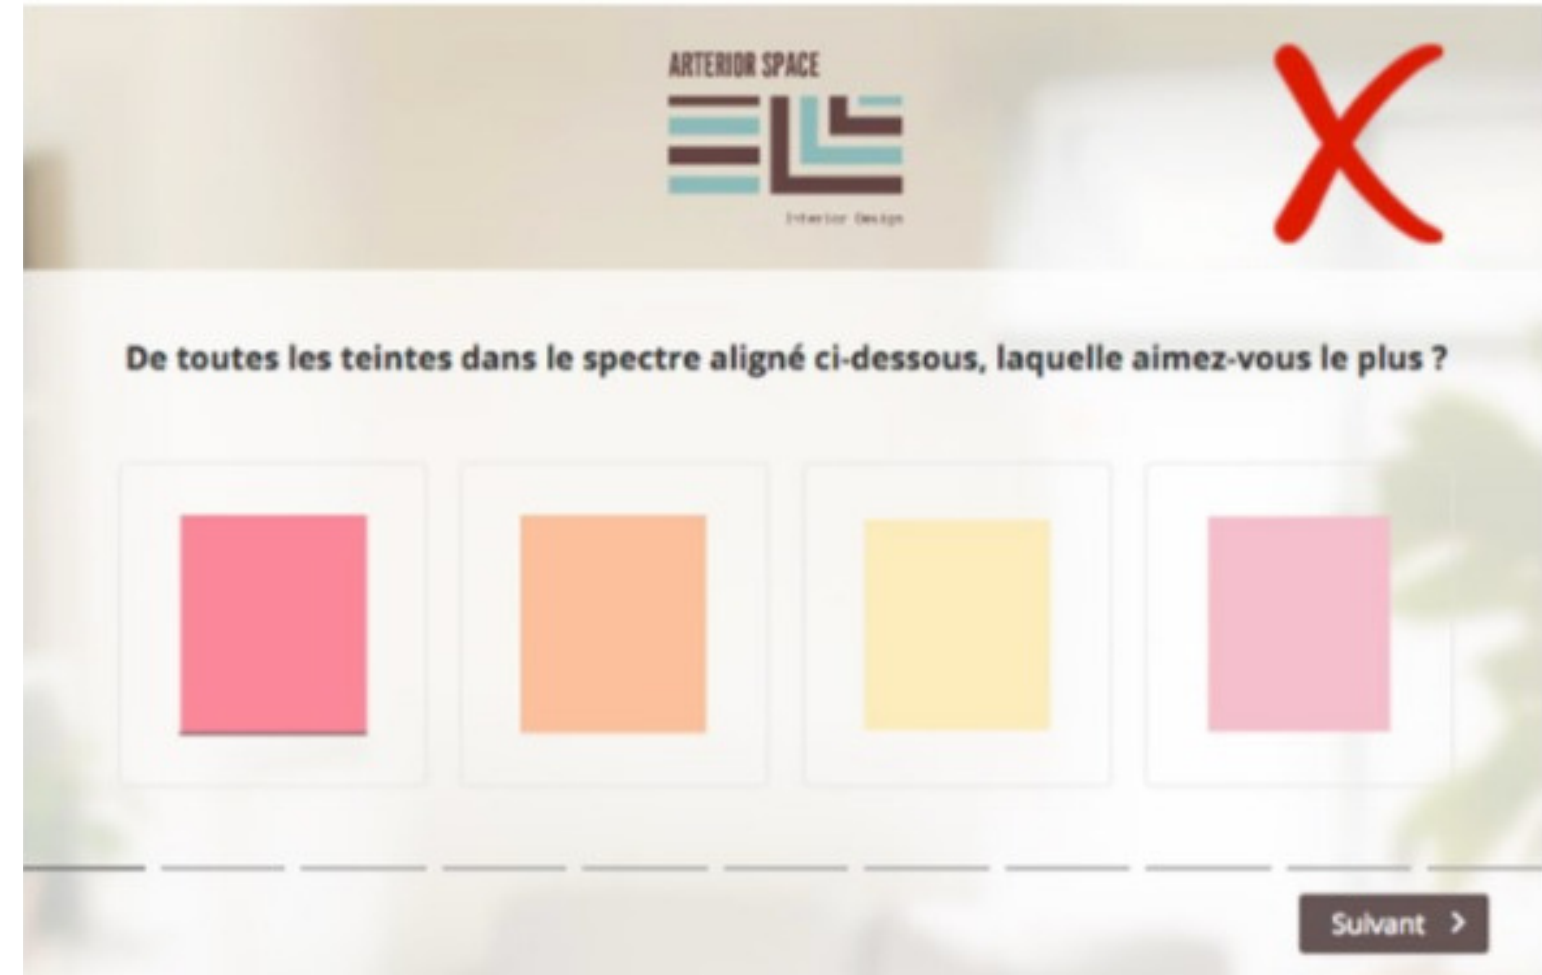 ARTERIOR SPACE
Interior Design
De toutes les teintes dans le spectre aligné ci-dessous, laquelle aimez-vous le plus ?
Suivant